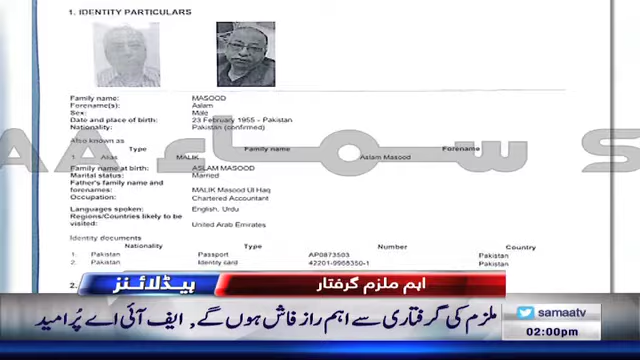 1. IDENTITY PARTICULARS
Family name: MASOOD
Forename(s): Aslam
Sex: Male
Date and place of birth: 23 February 1955 - Pakistan
Nationality: Pakistan (confirmed)
Also known as
Type Family name Forename
1. Alias MALIK Aslam Masood
Family name at birth: ASLAM MASOOD
Marital status: Married
Father's family name and
forenames: MALIK Masood Ul Haq
Occupation: Chartered Accountant
Languages spoken: English, Urdu
Regions/Countries likely to be
visited: United Arab Emirates
Identity documents
Nationality Type Number Country
1. Pakistan Passport AP0873503 Pakistan
2. Pakistan Identity card 42201-9968350-1 Pakistan
2.
AA سماء S
اہم ملزم گرفتار
ہیڈلائنز
ملزم کی گرفتاری سے اہم راز فاش ہوں گے، ایف آئی اے پُرامید
samaatv
02:00pm